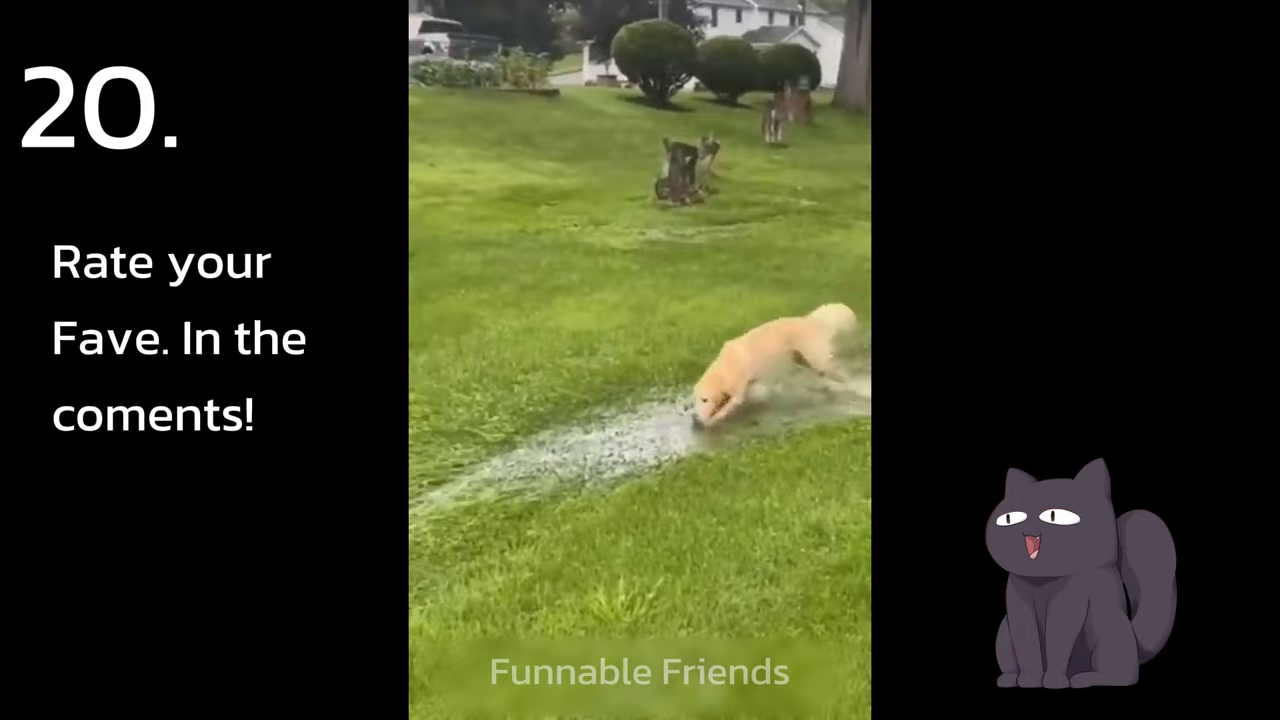 20.
Rate your
Fave. In the
coments!
Funnable Friends